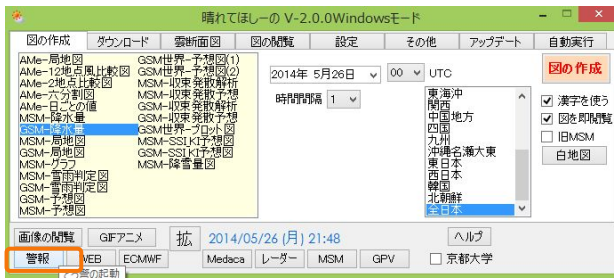 晴れてほしーの V-2.0.0Windowsモード
図の作成 ダウンロード 雲断面図 図の閲覧 設定 その他 アップデート 自動実行
AMe-局地図 GSM世界-予想図(1)
AMe-12地点風比較図 GSM世界-予想図(2)
AMe-2地点比較図 MSM-収束発散解析
AMe-六分割 MSM-収束発散予想
AMe-日ごとの値 GSM-収束発散解析
MSM-降水量 GSM-収束発散予想
GSM-降水量 GSM世界-プロット図
MSM-局地図 MSM-SSI KI予想図
GSM-局地図 GSM-SSI KI予想図
MSM-グラフ MSM-降雪量図
MSM-雪雨判定図
GSM-雪雨判定図
GSM-予想図
MSM-予想図
2014年 5月26日 00 UTC
時間間隔 1
東海沖
関西
中国地方
四国
九州
沖縄名瀬大東
東日本
西日本
韓国
北朝鮮
全日本
図の作成
漢字を使う
図を即閲覧
旧MSM
白地図
画像の閲覧 GIFアニメ 拡 2014/05/26 (月) 21:48 ヘルプ
警報 WEB ECMWF Medaca レーダー MSM GPV 京都大学
の起動